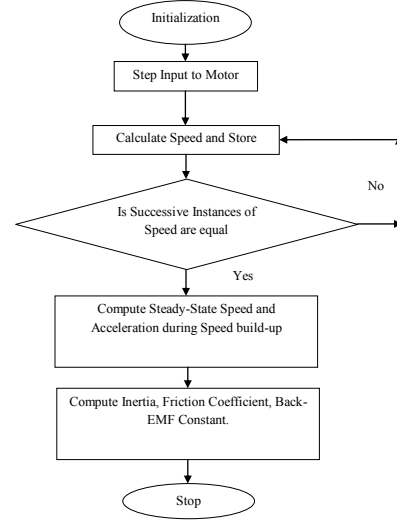 Initialization
Step Input to Motor
Calculate Speed and Store
No
Is Successive Instances of
Speed are equal
Yes
Compute Steady-State Speed and
Acceleration during Speed build-up
Compute Inertia, Friction Coefficient, Back-
EMF Constant.
Stop